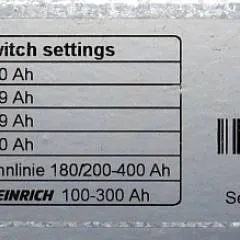 witch settings
0 Ah
9 Ah
9 Ah
0 Ah
nnlinie 180/200-400 Ah
EINRICH 100-300 Ah
Se